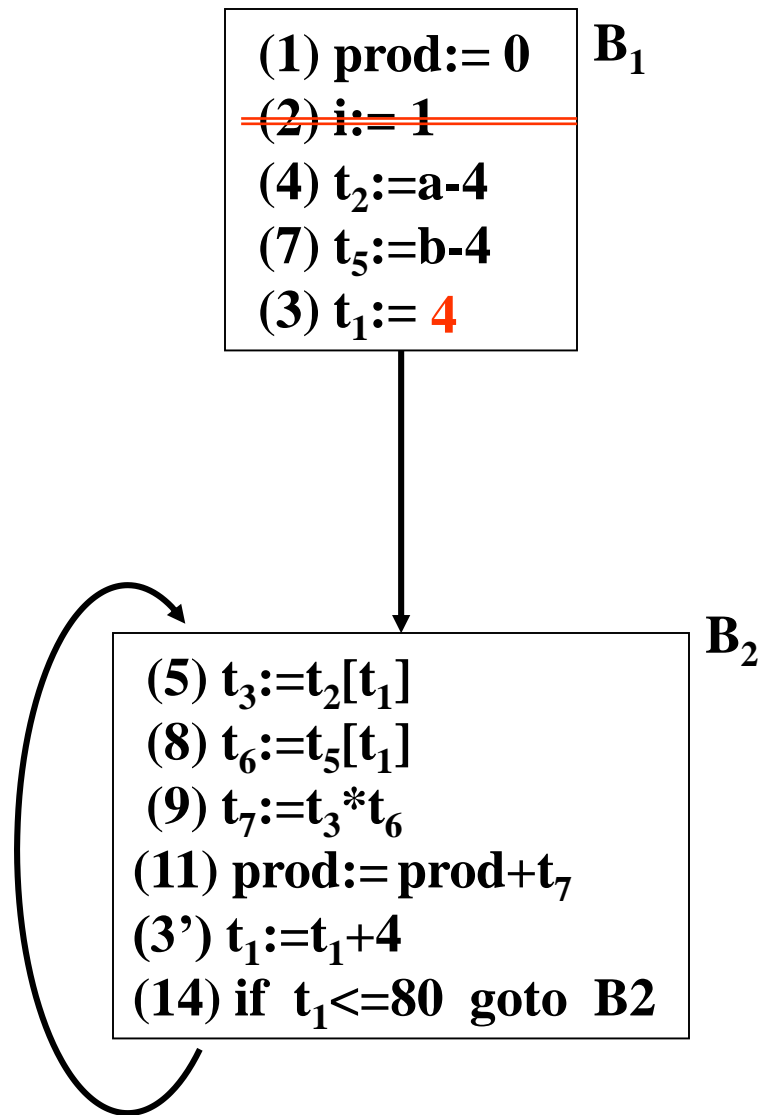 (1) prod:= 0
B₁
(2) i:= 1
(4) t₂:=a-4
(7) t₅:=b-4
(3) t₁:= 4
B₂
(5) t₃:=t₂[t₁]
(8) t₆:=t₅[t₁]
(9) t₇:=t₃*t₆
(11) prod:= prod+t₇
(3’) t₁:=t₁+4
(14) if t₁<=80 goto B2